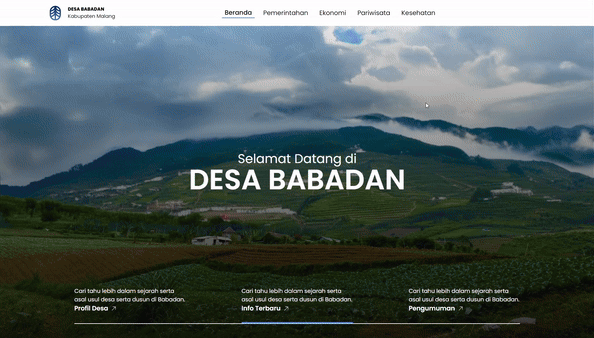 DESA BABADAN
Kabupaten Malang
Beranda
Pemerintahan
Ekonomi
Pariwisata
Kesehatan
Selamat Datang di
DESA BABADAN
Cari tahu lebih dalam sejarah serta
asal usul desa serta dusun di Babadan.
Profil Desa
Cari tahu lebih dalam sejarah serta
asal usul desa serta dusun di Babadan.
Info Terbaru
Cari tahu lebih dalam sejarah serta
asal usul desa serta dusun di Babadan.
Pengumuman